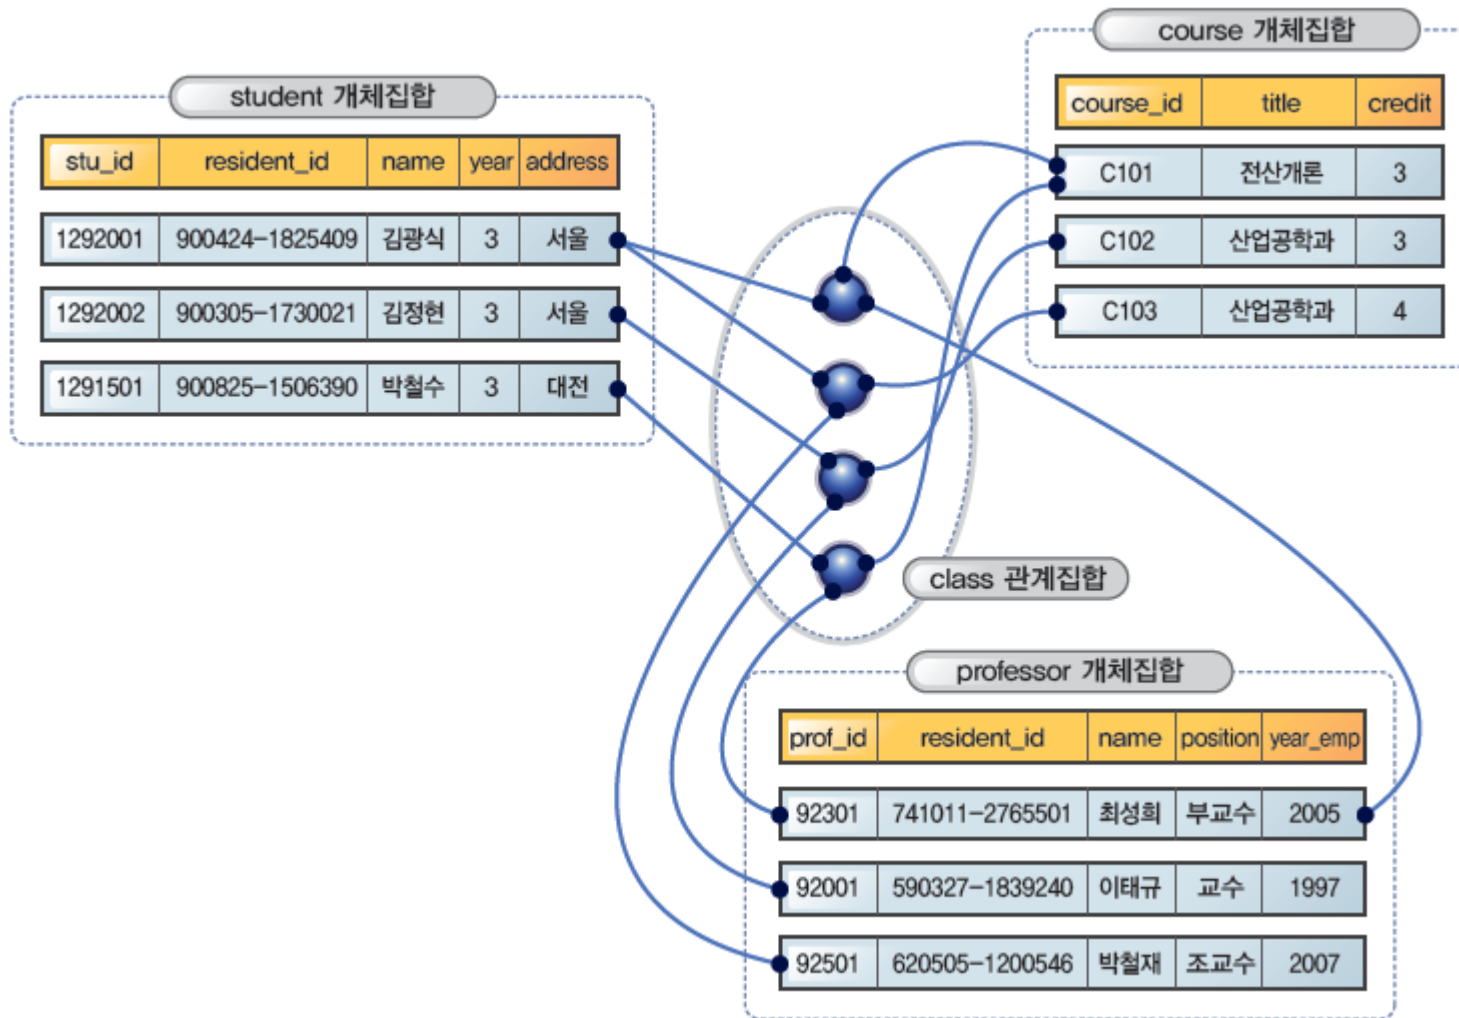 student 개체집합
stu_id resident_id name year address
1292001 900424-1825409 김광식 3 서울
1292002 900305-1730021 김정현 3 서울
1291501 900825-1506390 박철수 3 대전
course 개체집합
course_id title credit
C101 전산개론 3
C102 산업공학과 3
C103 산업공학과 4
class 관계집합
professor 개체집합
prof_id resident_id name position year_emp
92301 741011-2765501 최성희 부교수 2005
92001 590327-1839240 이태규 교수 1997
92501 620505-1200546 박철재 조교수 2007